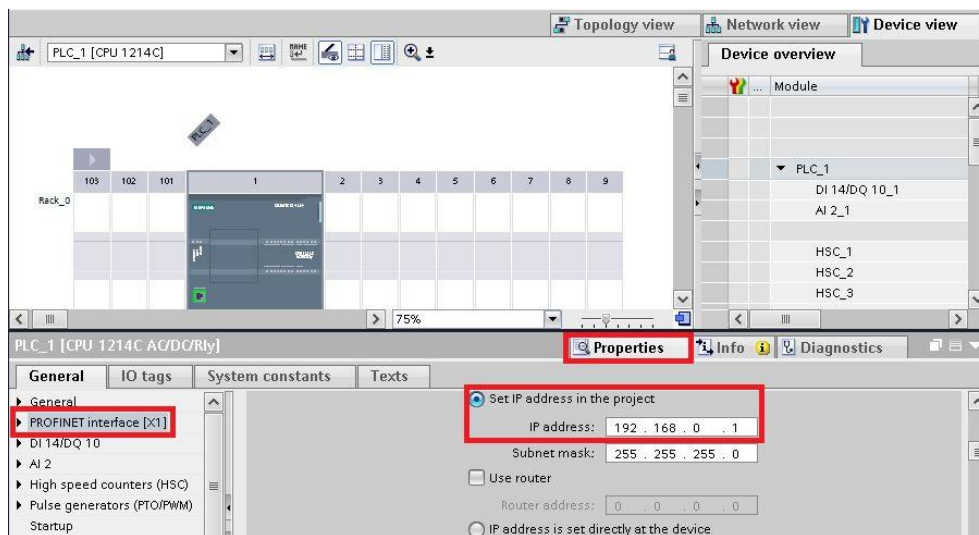 Topology view Network view Device view
PLC_1 [CPU 1214C] Device overview
... Module
PLC_1
103 102 101 1 2 3 4 5 6 7 8 9
Rack_0
PLC_1
DI 14/DQ 10_1
AI 2_1
HSC_1
HSC_2
HSC_3
75%
PLC_1 [CPU 1214C AC/DC/Rly] Properties Info Diagnostics
General IO tags System constants Texts
General
PROFINET interface [X1]
DI 14/DQ 10
AI 2
High speed counters (HSC)
Pulse generators (PTO/PWM)
Startup
Set IP address in the project
IP address: 192 . 168 . 0 . 1
Subnet mask: 255 . 255 . 255 . 0
Use router
Router address: 0 . 0 . 0 . 0
IP address is set directly at the device